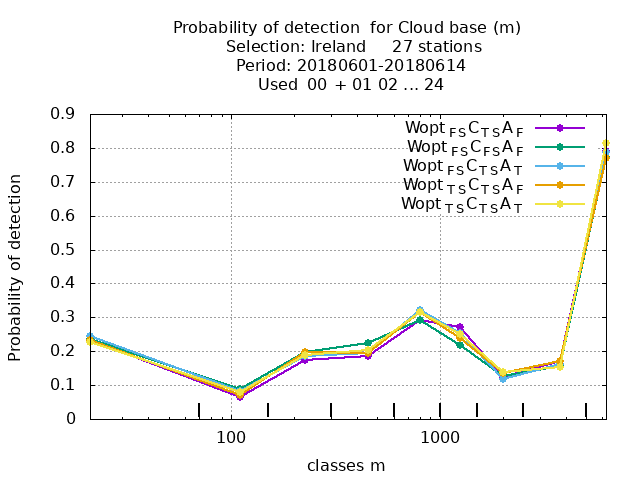 Probability of detection  for Cloud base (m)
Selection: Ireland     27 stations
Period: 20180601-20180614
Used  00 + 01 02 ... 24
Wopt FS C TS A F
Wopt FS C FS A F
Wopt FS C TS A T
Wopt TS C TS A F
Wopt TS C TS A T
Probability of detection
0.9
0.8
0.7
0.6
0.5
0.4
0.3
0.2
0.1
0
100 1000
classes m